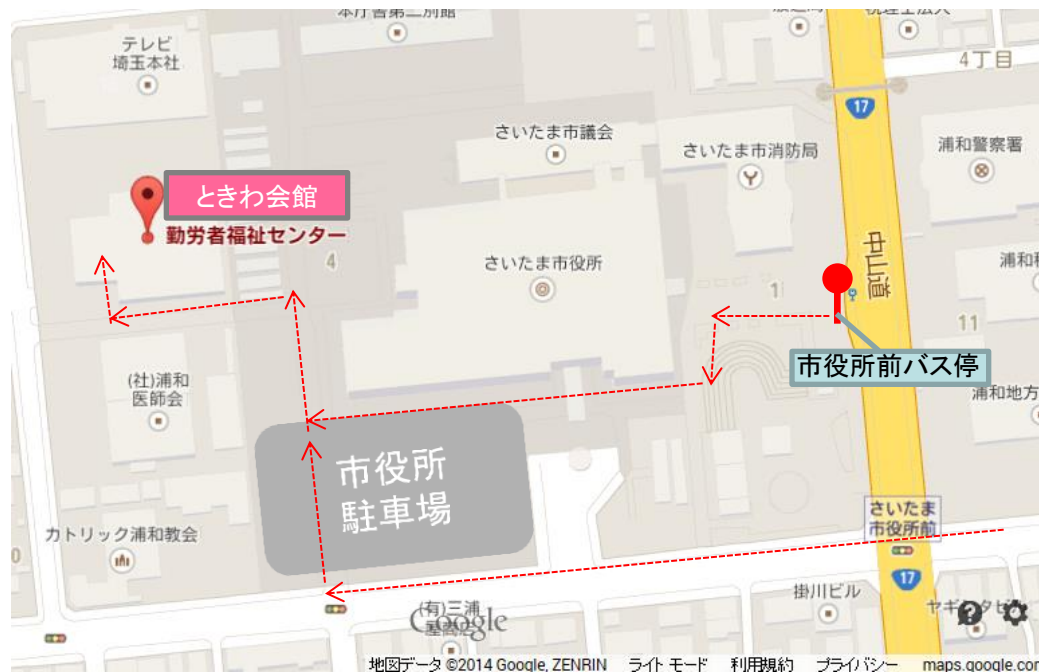 本庁舎第二別館
テレビ
埼玉本社
4丁目
17
さいたま市議会
さいたま市消防局
浦和警察署
ときわ会館
勤労者福祉センター
4
さいたま市役所
中山道
1
11
市役所前バス停
(社)浦和
医師会
浦和地方
市役所
駐車場
さいたま
市役所前
カトリック浦和教会
17
掛川ビル
(有)三浦
Google
地図データ ©2014 Google, ZENRIN ライト モード 利用規約 プライバシー maps.google.com